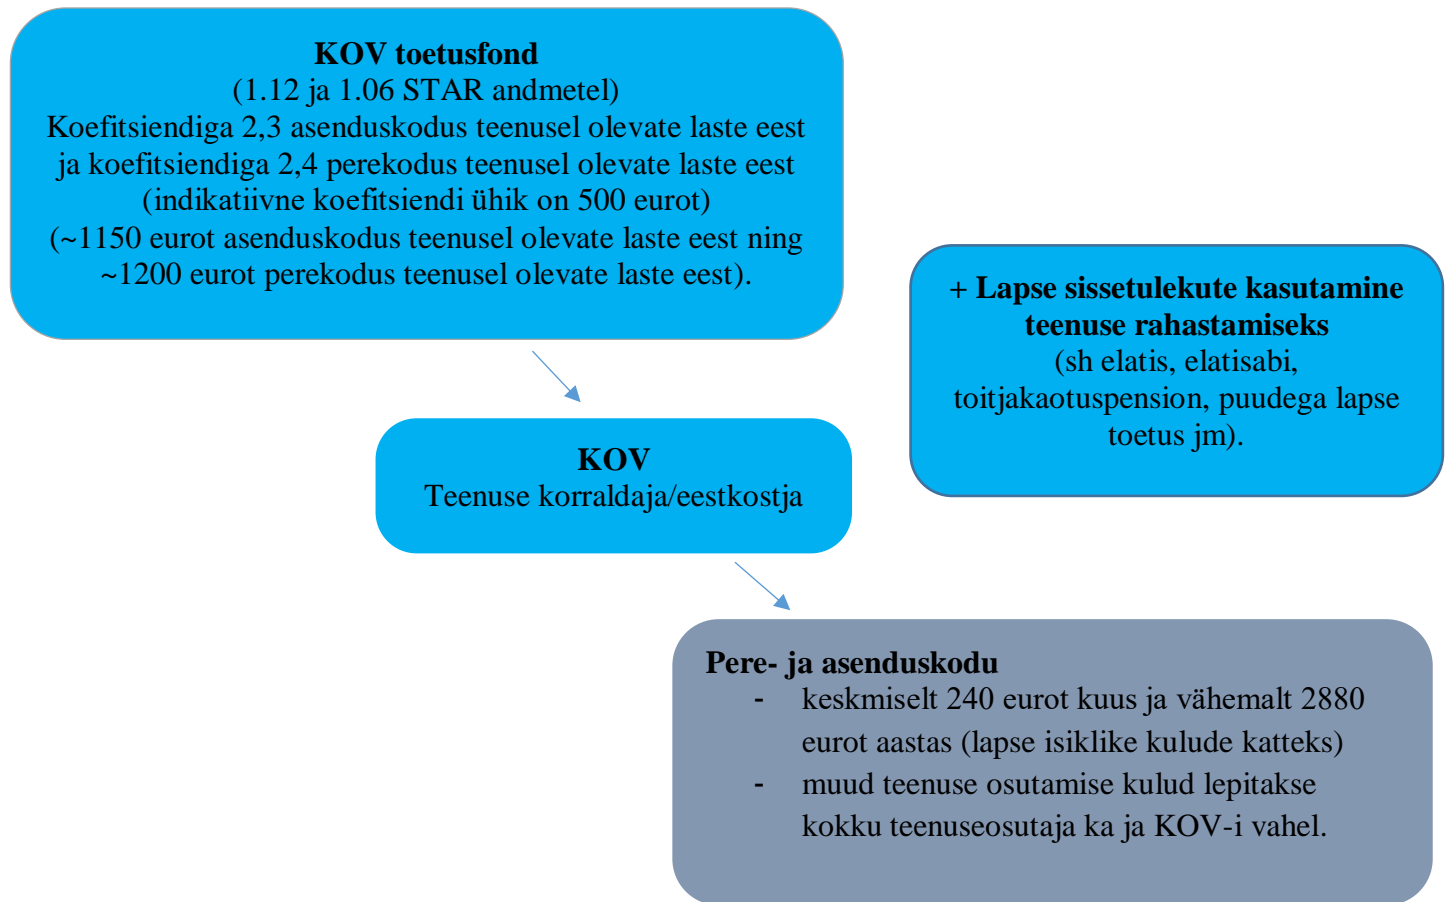 KOV toetusfond
(1.12 ja 1.06 STAR andmetel)
Koefitsiendiga 2,3 asenduskodus teenusel olevate laste eest
ja koefitsiendiga 2,4 perekodus teenusel olevate laste eest
(indikatiivne koefitsiendi ühik on 500 eurot)
(~1150 eurot asenduskodus teenusel olevate laste eest ning
~1200 eurot perekodus teenusel olevate laste eest).
+ Lapse sissetulekute kasutamine
teenuse rahastamiseks
(sh elatis, elatisabi,
toitjakaotuspension, puudega lapse
toetus jm).
KOV
Teenuse korraldaja/eestkostja
Pere- ja asenduskodu
- keskmiselt 240 eurot kuus ja vähemalt 2880
eurot aastas (lapse isiklike kulude katteks)
- muud teenuse osutamise kulud lepitakse
kokku teenuseosutaja ka ja KOV-i vahel.